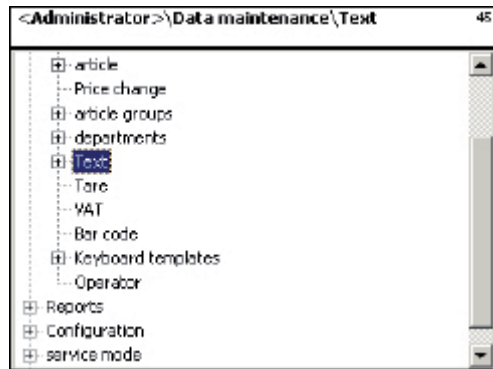 <Administrator>\Data maintenance\Text 45
article
Price change
article groups
departments
Text
Tare
VAT
Bar code
Keyboard templates
Operator
Reports
Configuration
service mode